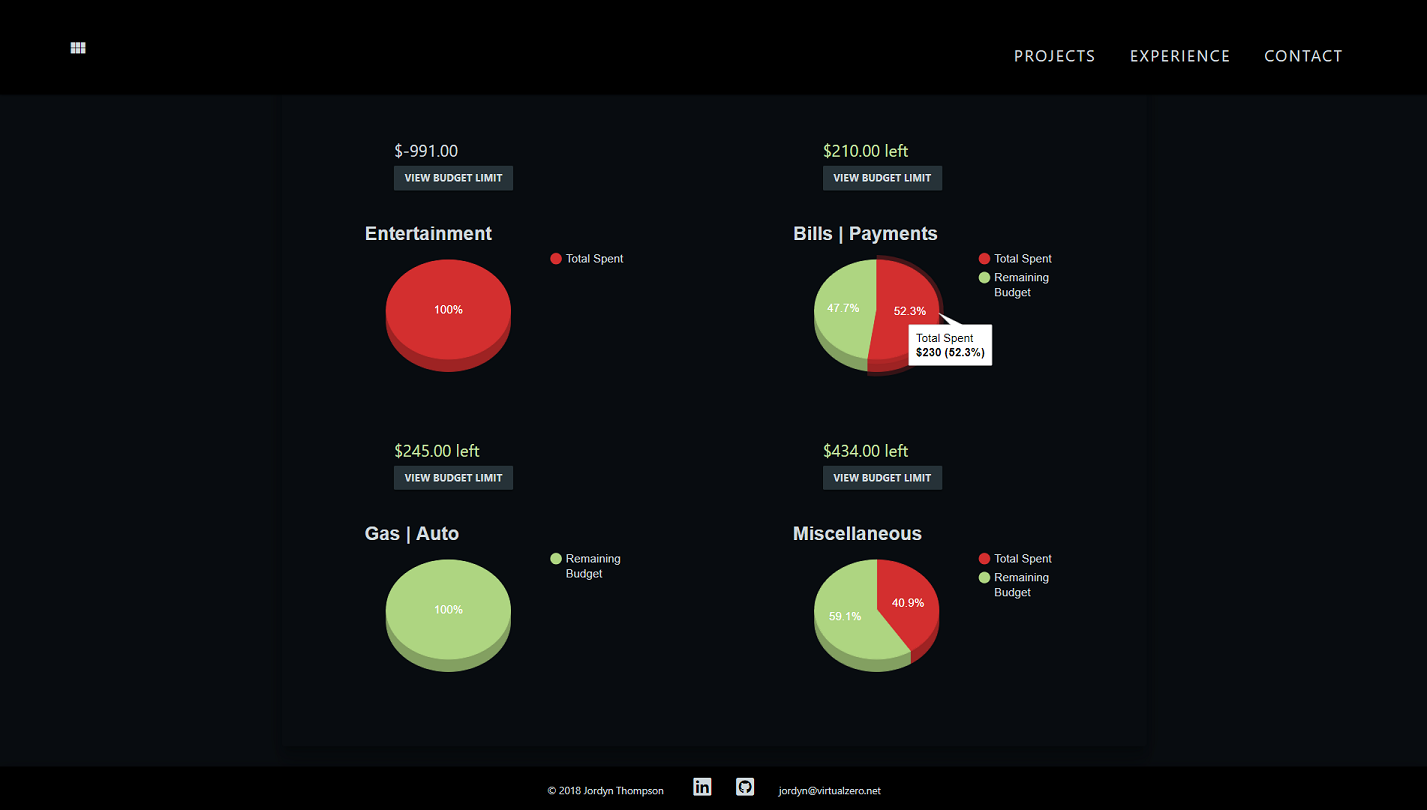 PROJECTS EXPERIENCE CONTACT
$-991.00
VIEW BUDGET LIMIT
$210.00 left
VIEW BUDGET LIMIT
Entertainment
Total Spent
100%
Bills | Payments
Total Spent
Remaining
Budget
47.7%
52.3%
Total Spent
$230 (52.3%)
$245.00 left
VIEW BUDGET LIMIT
$434.00 left
VIEW BUDGET LIMIT
Gas | Auto
Remaining
Budget
100%
Miscellaneous
Total Spent
Remaining
Budget
40.9%
59.1%
© 2018 Jordyn Thompson
in
jordyn@virtualzero.net